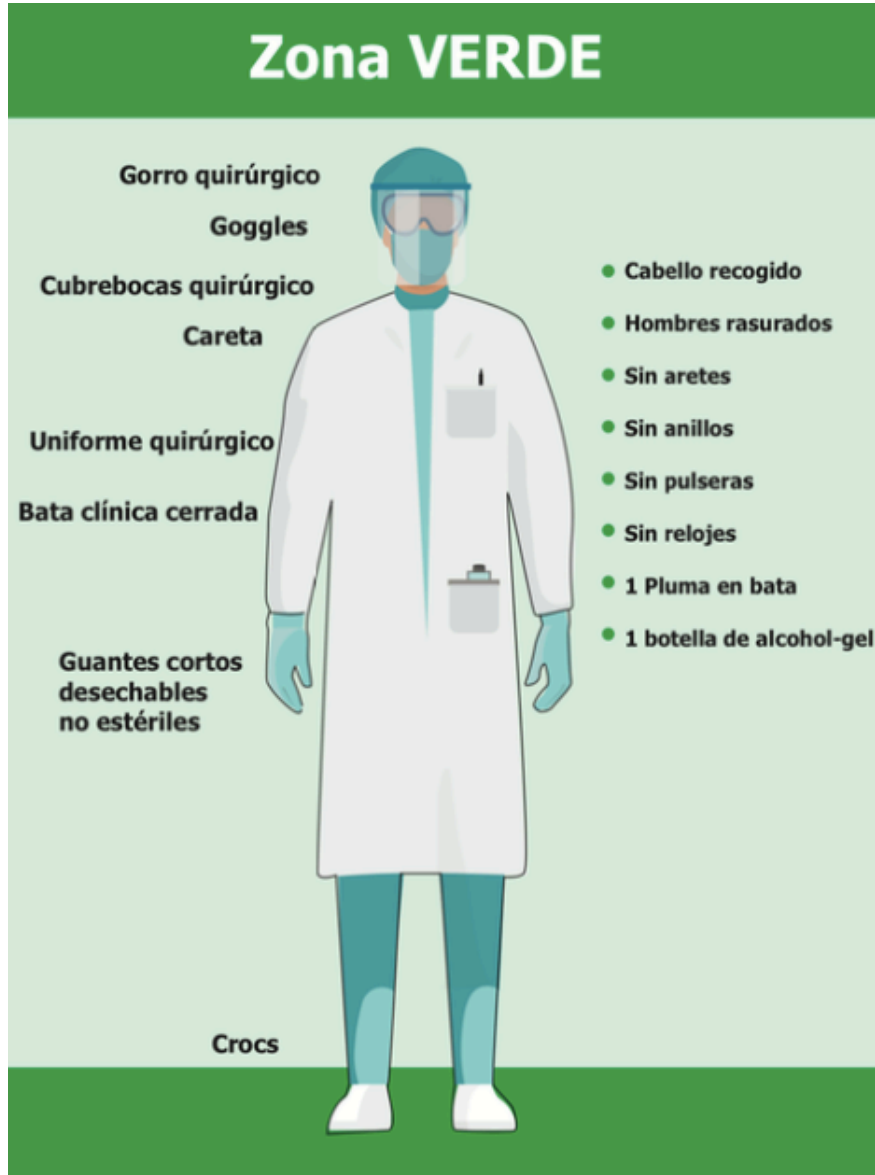 Zona VERDE
Gorro quirúrgico
Goggles
Cubrebocas quirúrgico
Careta
Uniforme quirúrgico
Bata clínica cerrada
Guantes cortos
desechables
no estériles
Crocs
Cabello recogido
Hombres rasurados
Sin aretes
Sin anillos
Sin pulseras
Sin relojes
1 Pluma en bata
1 botella de alcohol-gel